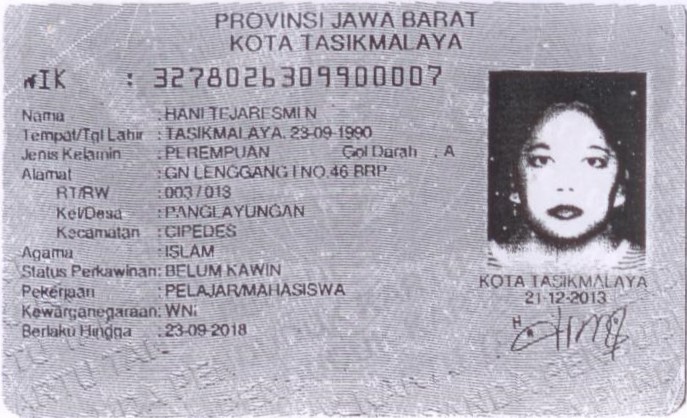 PROVINSI JAWA BARAT
KOTA TASIKMALAYA
NIK : 3278026309900007
Nama : HANI TEJARESMI N
Tempat/Tgl Lahir : TASIKMALAYA, 23-09-1990
Jenis Kelamin : PEREMPUAN Gol Darah : A
Alamat : GN LENGGANG I NO.46 BRP
RT/RW : 003/013
Kel/Desa : PANGLAYUNGAN
Kecamatan : CIPEDES
Agama : ISLAM
Status Perkawinan: BELUM KAWIN
Pekerjaan : PELAJAR/MAHASISWA
Kewarganegaraan: WNI
Berlaku Hingga : 23-09-2018
KOTA TASIKMALAYA
21-12-2013